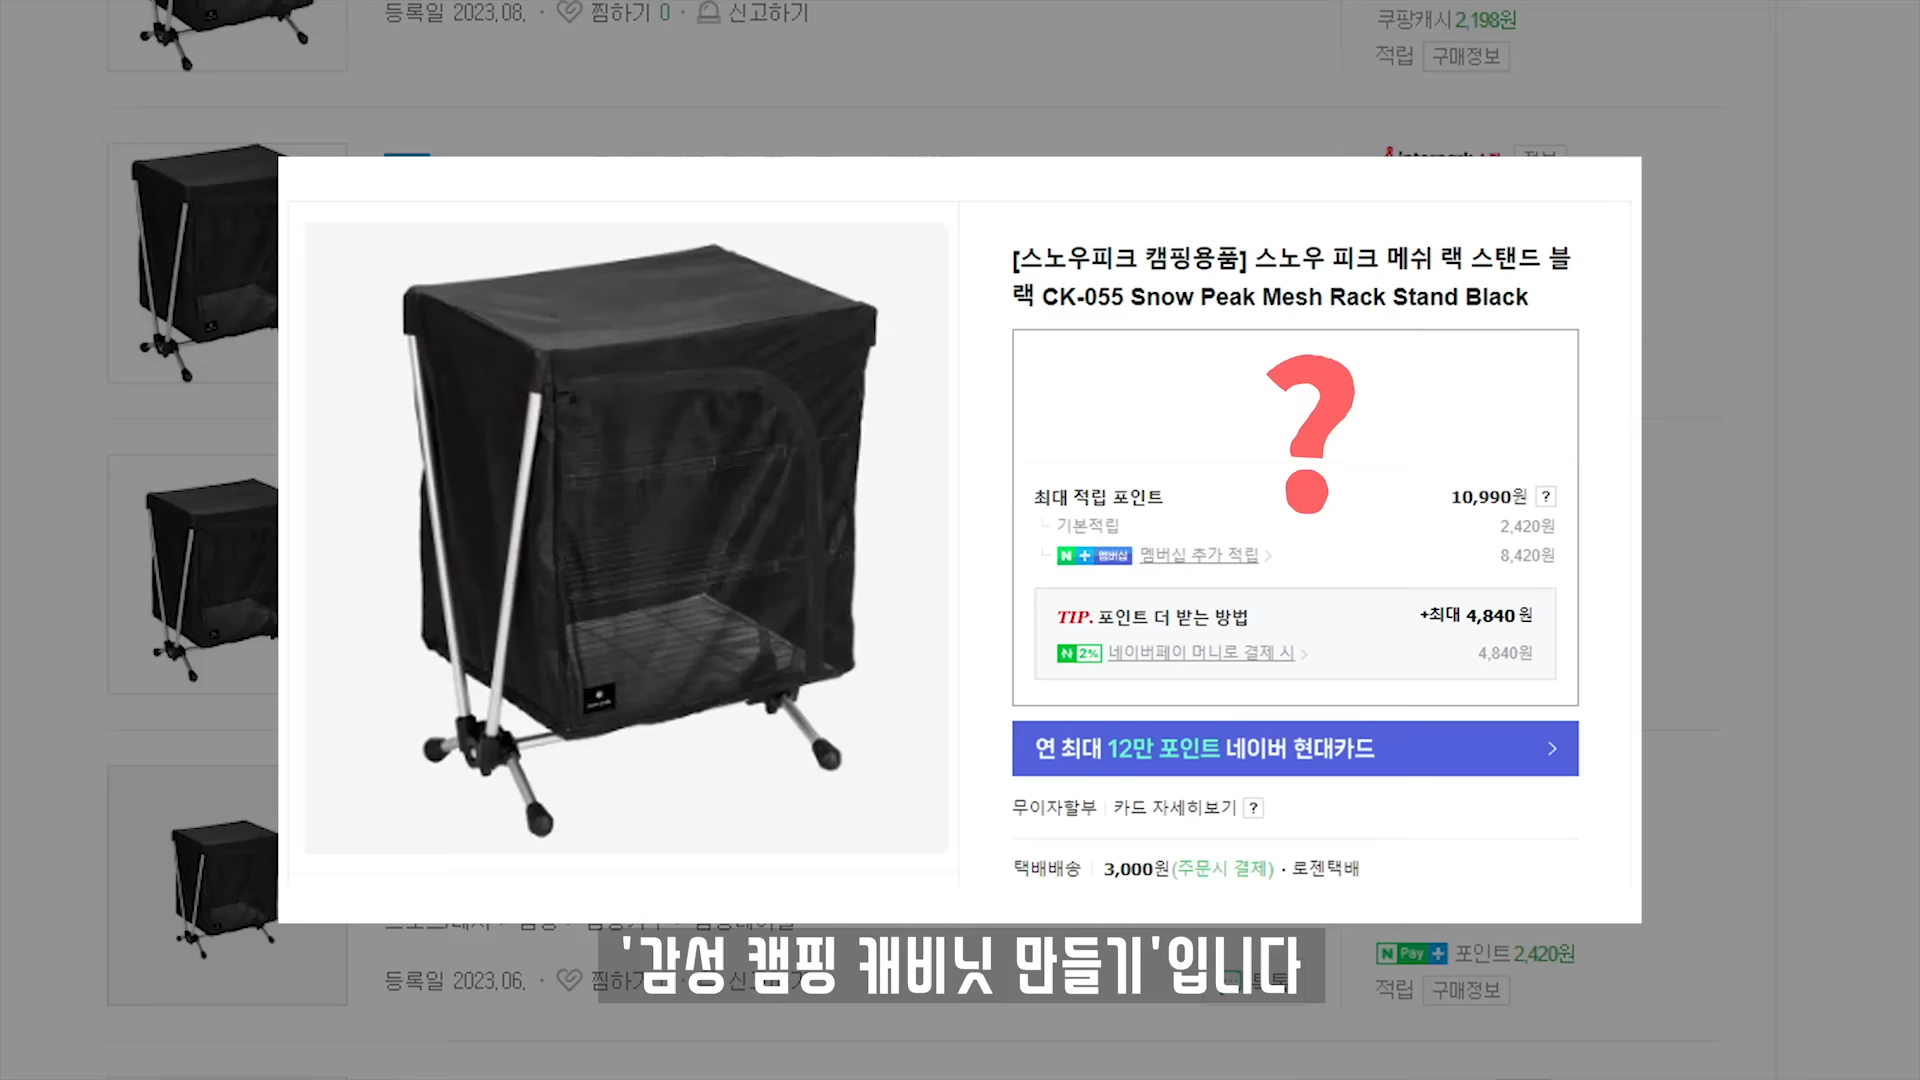 등록일 2023.08. · 찜하기 0 · 신고하기
쿠팡캐시 2,198원
적립 구매정보
[스노우피크 캠핑용품] 스노우 피크 메쉬 랙 스탠드 블
랙 CK-055 Snow Peak Mesh Rack Stand Black
?
최대 적립 포인트 10,990원 ?
기본적립 2,420원
N + 멤버십 멤버십 추가 적립 > 8,420원
TIP. 포인트 더 받는 방법 +최대 4,840 원
N 2% 네이버페이 머니로 결제 시 > 4,840원
연 최대 12만 포인트 네이버 현대카드 >
무이자할부 카드 자세히보기 ?
택배배송 3,000원(주문시 결제) · 로젠택배
N Pay + 포인트 2,420원
등록일 2023.06. · 찜하기
적립 구매정보
'감성 캠핑 캐비닛 만들기'입니다